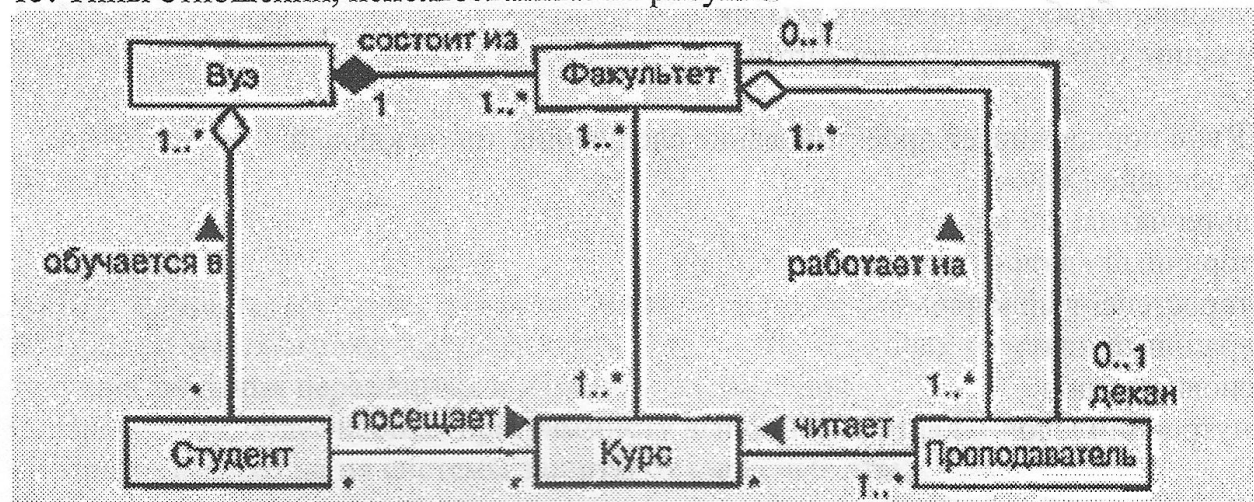 состоит из
0..1
Вуз
Факультет
1
1..*
1..*
1..*
1..*
обучается в
работает на
0..1
декан
*
1..*
1..*
посещает
читает
Студент
Курс
Преподаватель
*
*
*
1..*